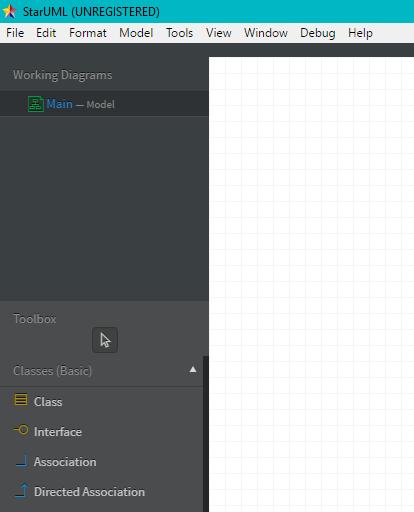 StarUML (UNREGISTERED)
File Edit Format Model Tools View Window Debug Help
Working Diagrams
Main — Model
Toolbox
Classes (Basic)
Class
Interface
Association
Directed Association